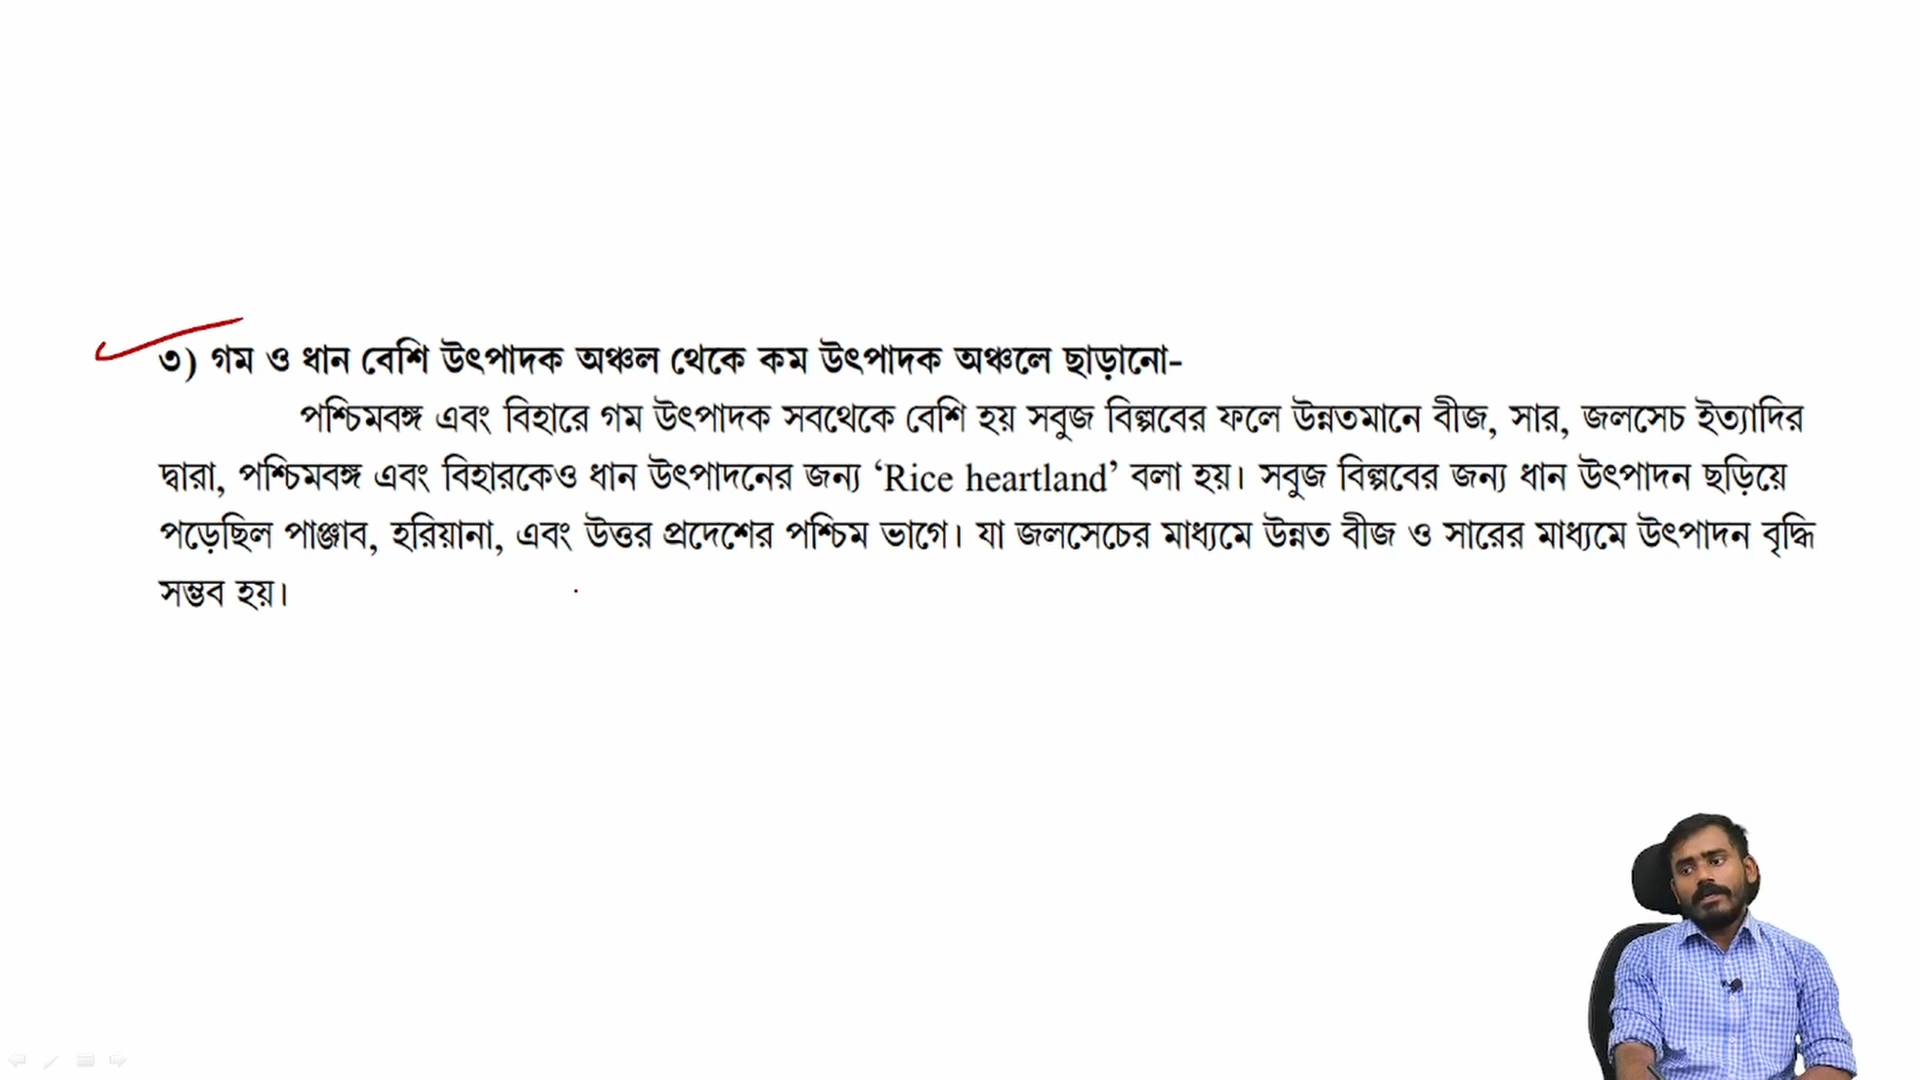 ৩) গম ও ধান বেশি উৎপাদক অঞ্চল থেকে কম উৎপাদক অঞ্চলে ছাড়ানো-
পশ্চিমবঙ্গ এবং বিহারে গম উৎপাদক সবথেকে বেশি হয় সবুজ বিল্পবের ফলে উন্নতমানে বীজ, সার, জলসেচ ইত্যাদির
দ্বারা, পশ্চিমবঙ্গ এবং বিহারকেও ধান উৎপাদনের জন্য ‘Rice heartland’ বলা হয়। সবুজ বিল্পবের জন্য ধান উৎপাদন ছড়িয়ে
পড়েছিল পাঞ্জাব, হরিয়ানা, এবং উত্তর প্রদেশের পশ্চিম ভাগে। যা জলসেচের মাধ্যমে উন্নত বীজ ও সারের মাধ্যমে উৎপাদন বৃদ্ধি
সম্ভব হয়।